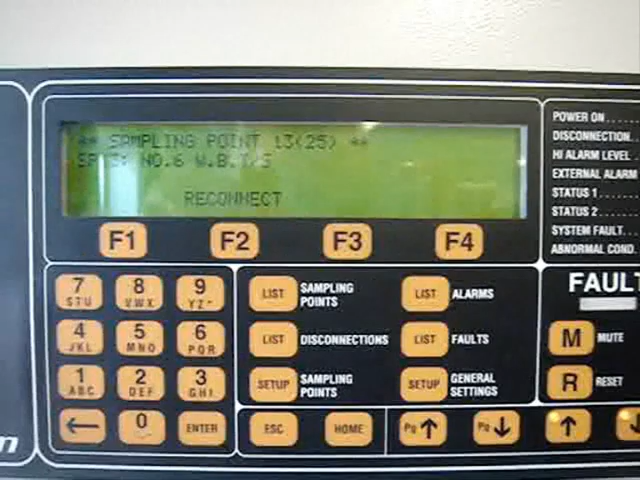 ** SAMPLING POINT 13(25) **
NO.6 W.B.T/S
RECONNECT
F1 F2 F3 F4
POWER ON......
DISCONNECTION.
HI ALARM LEVEL..
EXTERNAL ALARM
STATUS 1
STATUS 2
SYSTEM FAULT...
ABNORMAL COND.
7 STU 8 VWX 9 YZ
4 JKL 5 MNO 6 PQR
1 ABC 2 DEF 3 GHI
← 0 ENTER
LIST SAMPLING POINTS
LIST ALARMS
LIST DISCONNECTIONS
LIST FAULTS
SETUP SAMPLING POINTS
SETUP GENERAL SETTINGS
ESC HOME Pg↑ Pg↓ ↑ ↓
FAULT
M MUTE
R RESET